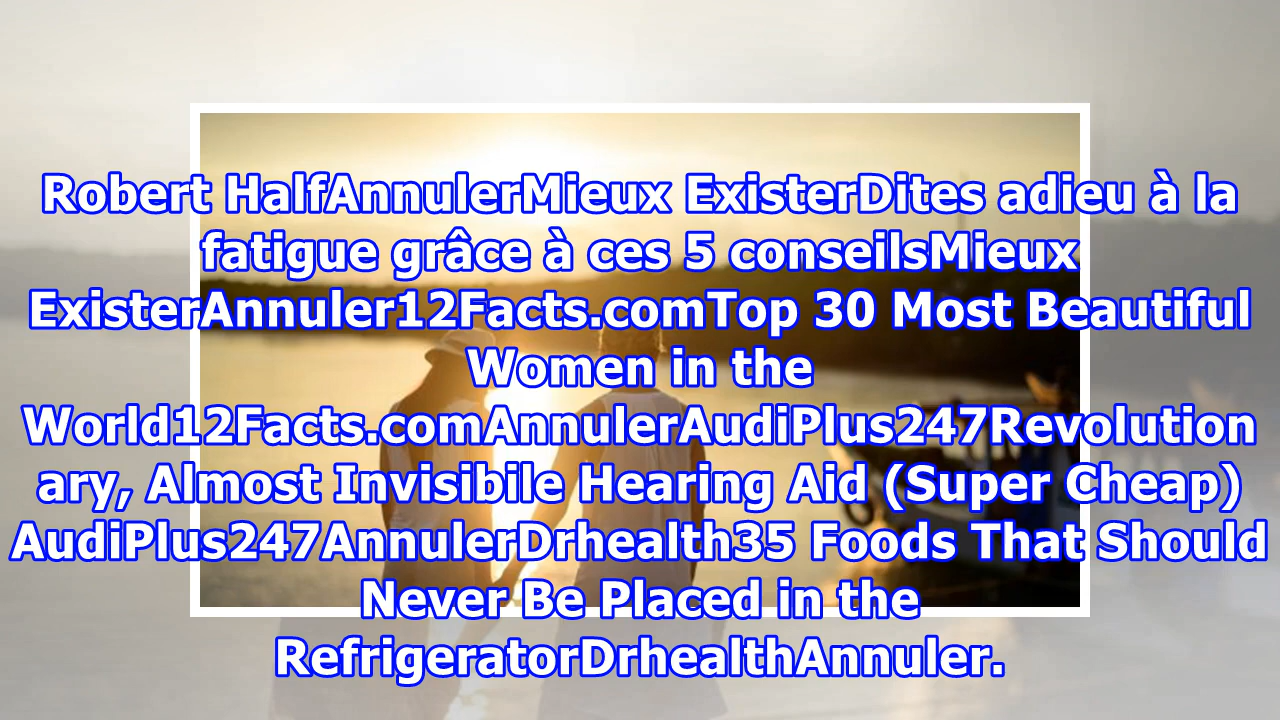 Robert HalfAnnulerMieux ExisterDites adieu à la
fatigue grâce à ces 5 conseilsMieux
ExisterAnnuler12Facts.comTop 30 Most Beautiful
Women in the
World12Facts.comAnnulerAudiPlus247Revolution
ary, Almost Invisibile Hearing Aid (Super Cheap)
AudiPlus247AnnulerDrhealth35 Foods That Should
Never Be Placed in the
RefrigeratorDrhealthAnnuler.